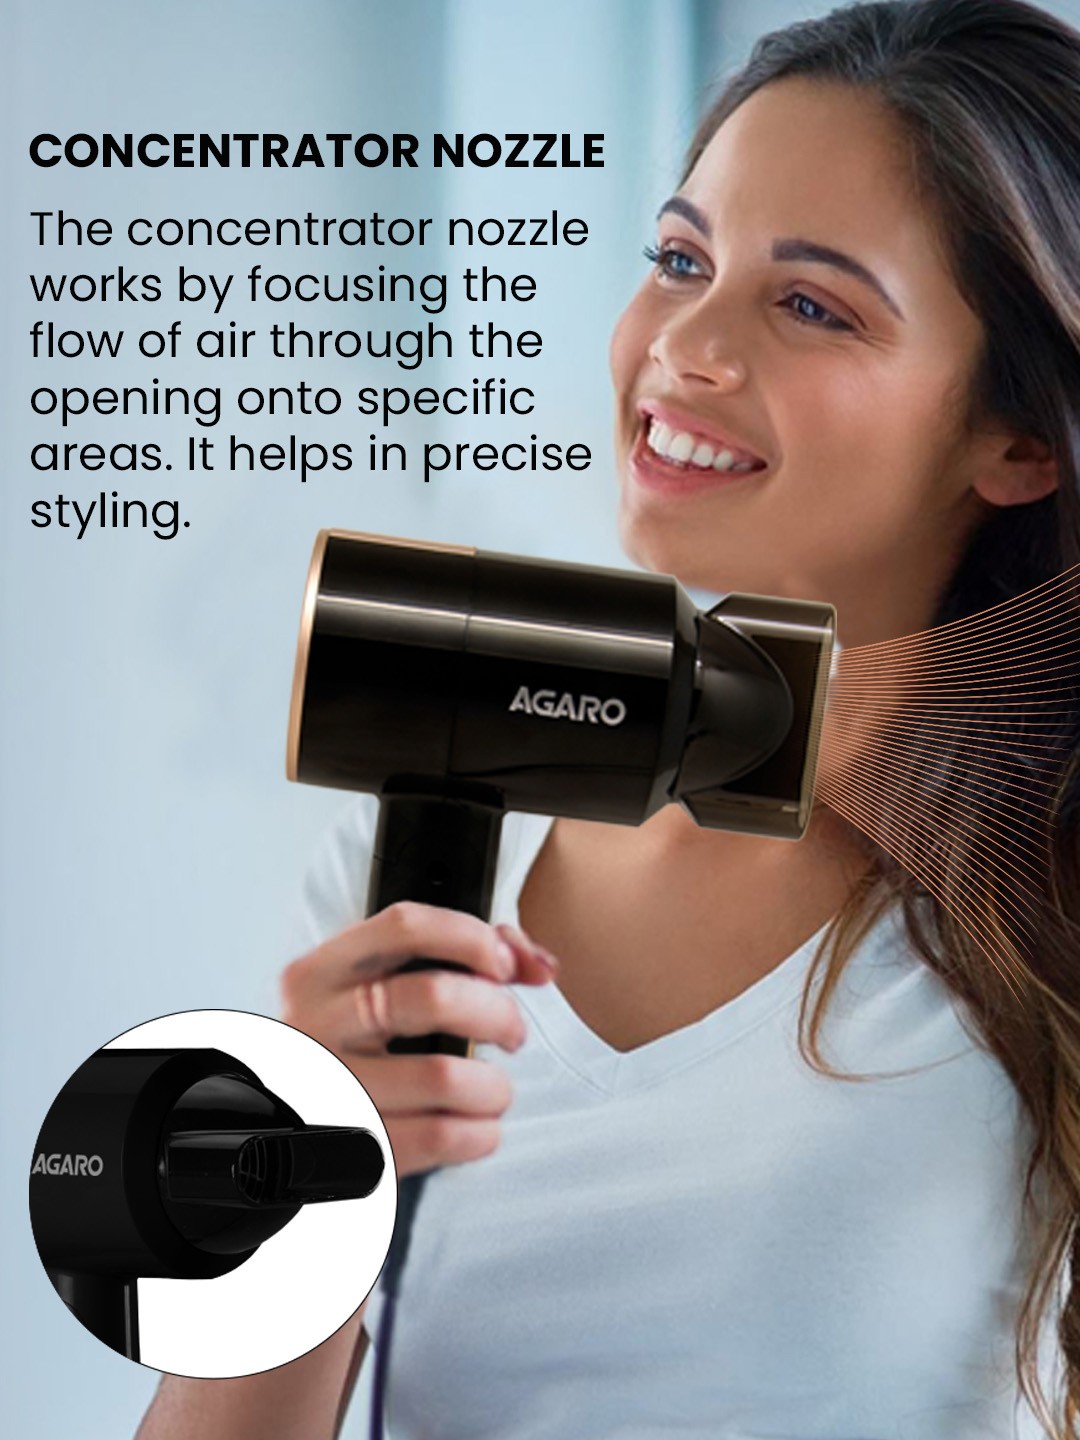 CONCENTRATOR NOZZLE
The concentrator nozzle
works by focusing the
flow of air through the
opening onto specific
areas. It helps in precise
styling.
AGARO
AGARO